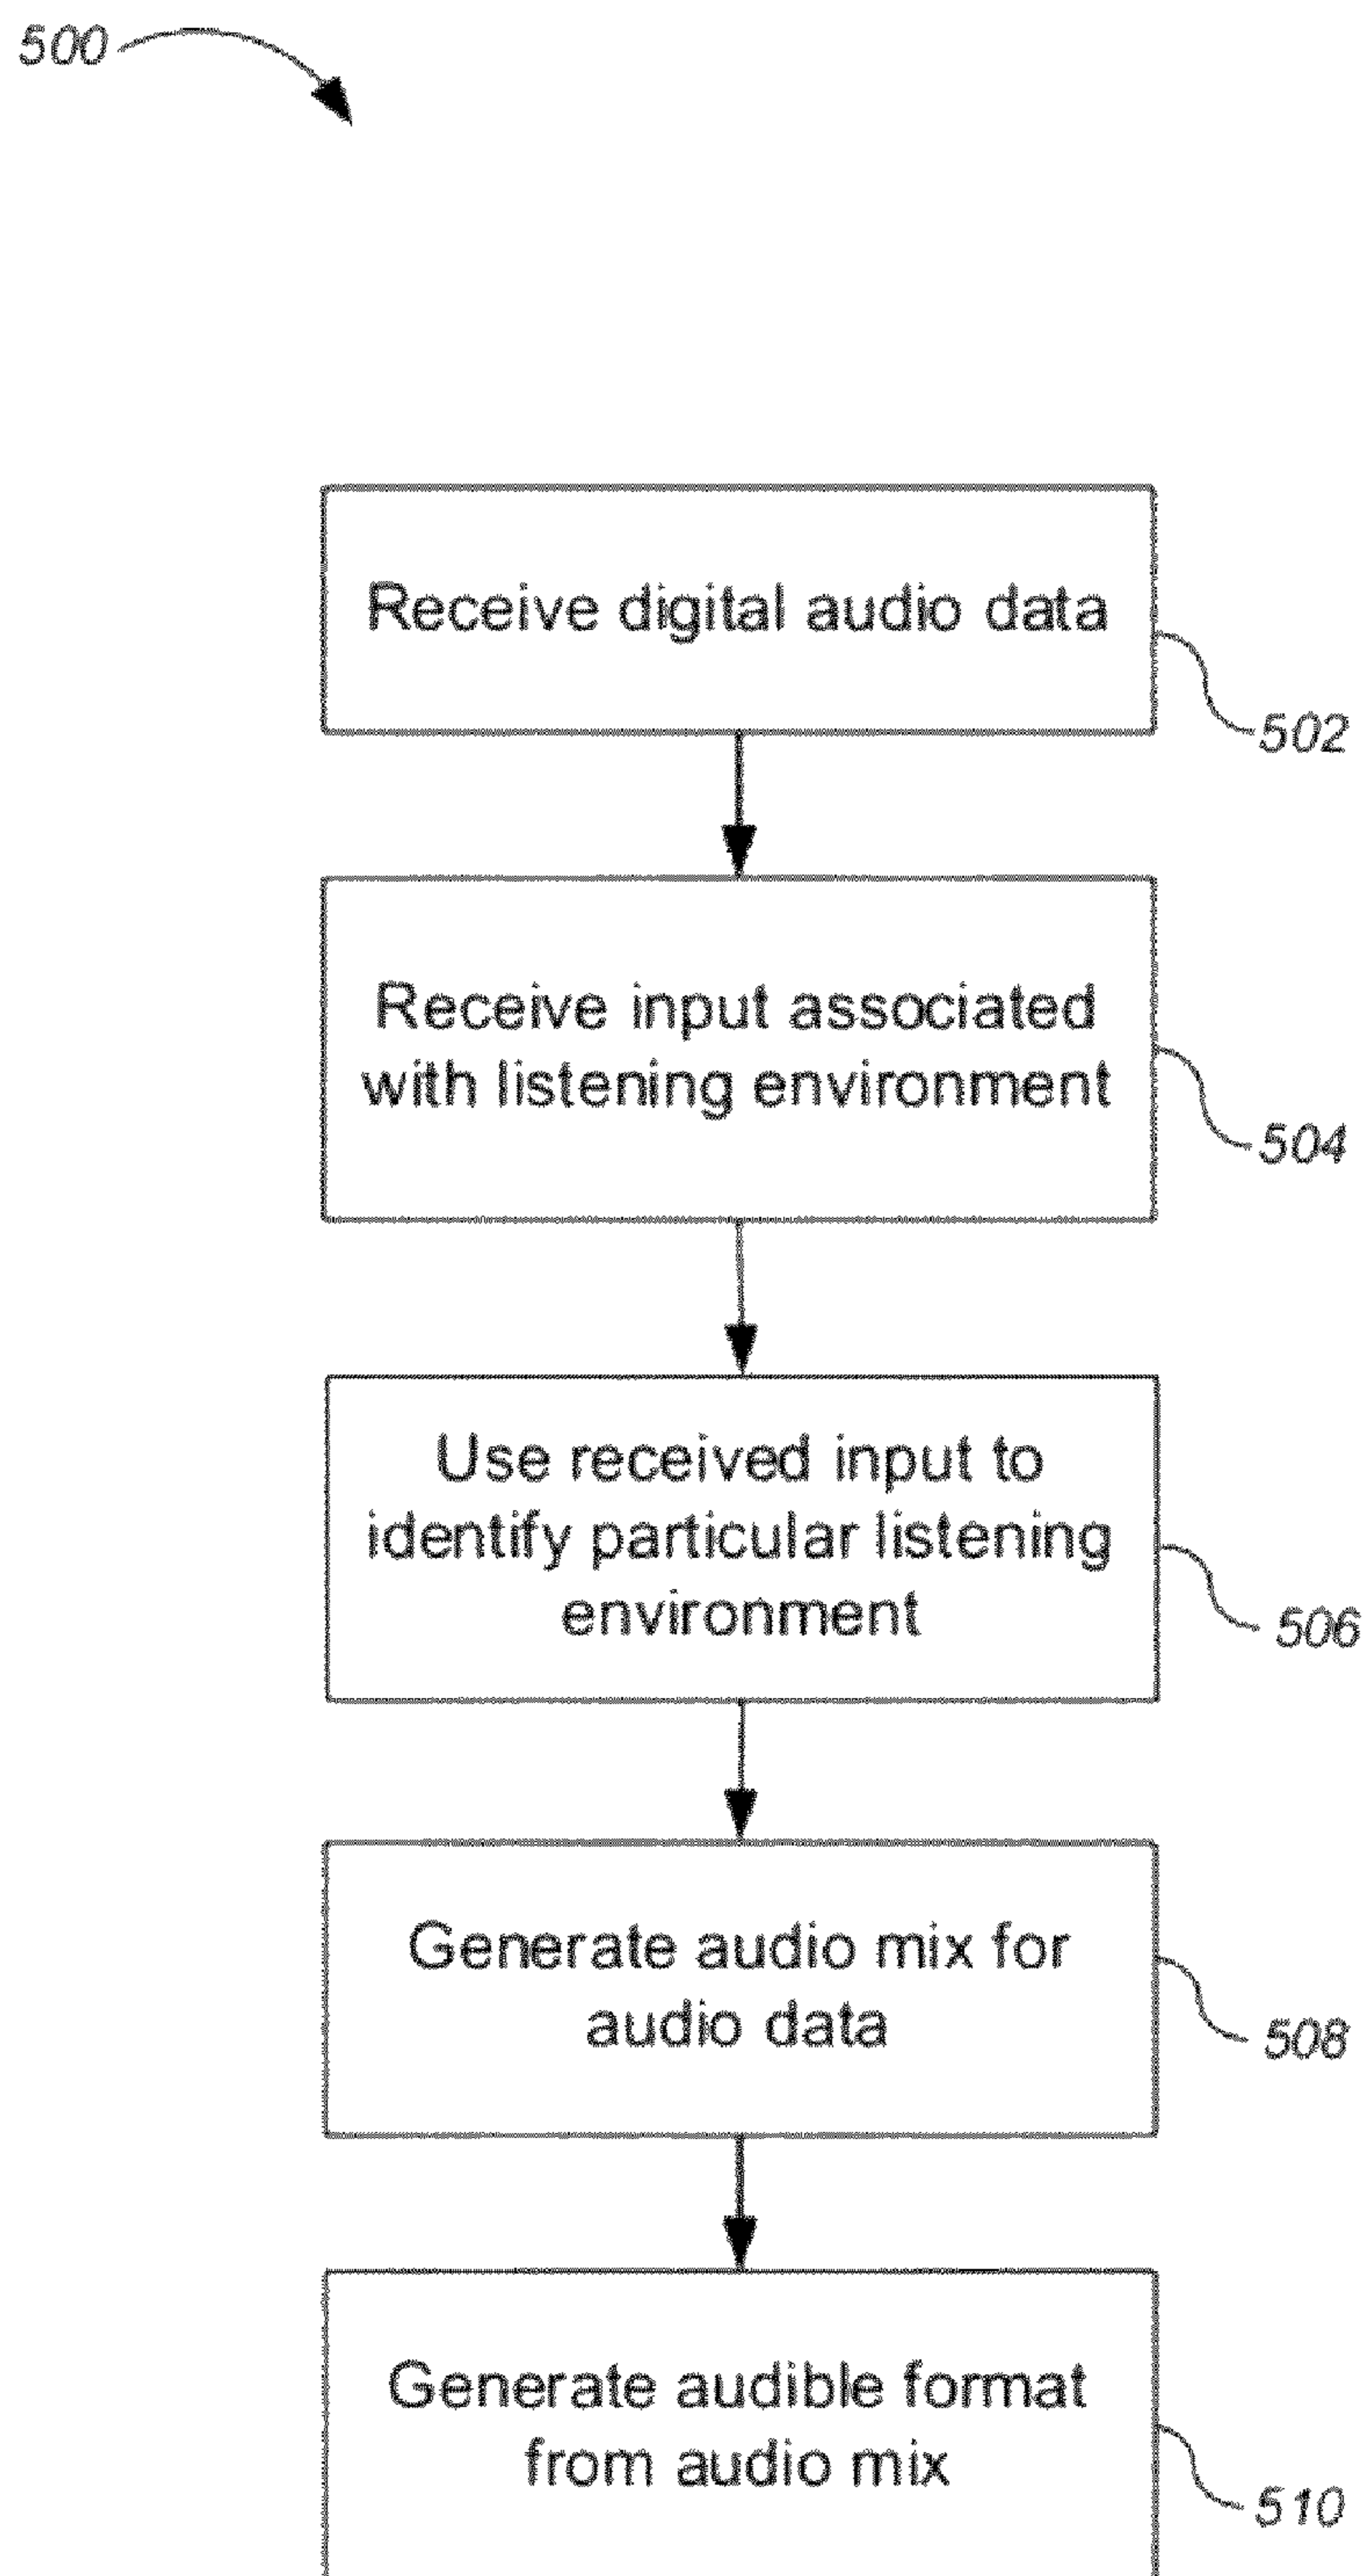 500
Receive digital audio data
502
Receive input associated
with listening environment
504
Use received input to
identify particular listening
environment
506
Generate audio mix for
audio data
508
Generate audible format
from audio mix
510